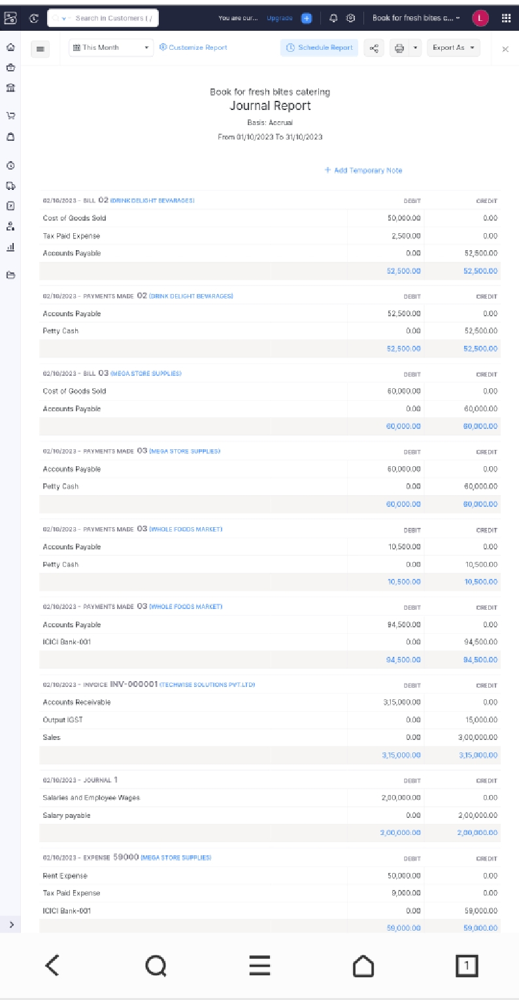 Search in Customers ( /
You are cur... Upgrade
Book for fresh bites c...
L
This Month
Customize Report
Schedule Report
Export As
Book for fresh bites catering
Journal Report
Basis: Accrual
From 01/10/2023 To 31/10/2023
+ Add Temporary Note
02/10/2023 - BILL 02 (DRINK DELIGHT BEVARAGES) DEBIT CREDIT
Cost of Goods Sold 50,000.00 0.00
Tax Paid Expense 2,500.00 0.00
Accounts Payable 0.00 52,500.00
52,500.00 52,500.00
02/10/2023 - PAYMENTS MADE 02 (DRINK DELIGHT BEVARAGES) DEBIT CREDIT
Accounts Payable 52,500.00 0.00
Petty Cash 0.00 52,500.00
52,500.00 52,500.00
02/10/2023 - BILL 03 (MEGA STORE SUPPLIES) DEBIT CREDIT
Cost of Goods Sold 60,000.00 0.00
Accounts Payable 0.00 60,000.00
60,000.00 60,000.00
02/10/2023 - PAYMENTS MADE 03 (MEGA STORE SUPPLIES) DEBIT CREDIT
Accounts Payable 60,000.00 0.00
Petty Cash 0.00 60,000.00
60,000.00 60,000.00
02/10/2023 - PAYMENTS MADE 03 (WHOLE FOODS MARKET) DEBIT CREDIT
Accounts Payable 10,500.00 0.00
Petty Cash 0.00 10,500.00
10,500.00 10,500.00
02/10/2023 - PAYMENTS MADE 03 (WHOLE FOODS MARKET) DEBIT CREDIT
Accounts Payable 94,500.00 0.00
ICICI Bank-001 0.00 94,500.00
94,500.00 94,500.00
02/10/2023 - INVOICE INV-000001 (TECHWISE SOLUTIONS PVT.LTD) DEBIT CREDIT
Accounts Receivable 3,15,000.00 0.00
Output IGST 0.00 15,000.00
Sales 0.00 3,00,000.00
3,15,000.00 3,15,000.00
02/10/2023 - JOURNAL 1 DEBIT CREDIT
Salaries and Employee Wages 2,00,000.00 0.00
Salary payable 0.00 2,00,000.00
2,00,000.00 2,00,000.00
02/10/2023 - EXPENSE 59000 (MEGA STORE SUPPLIES) DEBIT CREDIT
Rent Expense 50,000.00 0.00
Tax Paid Expense 9,000.00 0.00
ICICI Bank-001 0.00 59,000.00
59,000.00 59,000.00
1